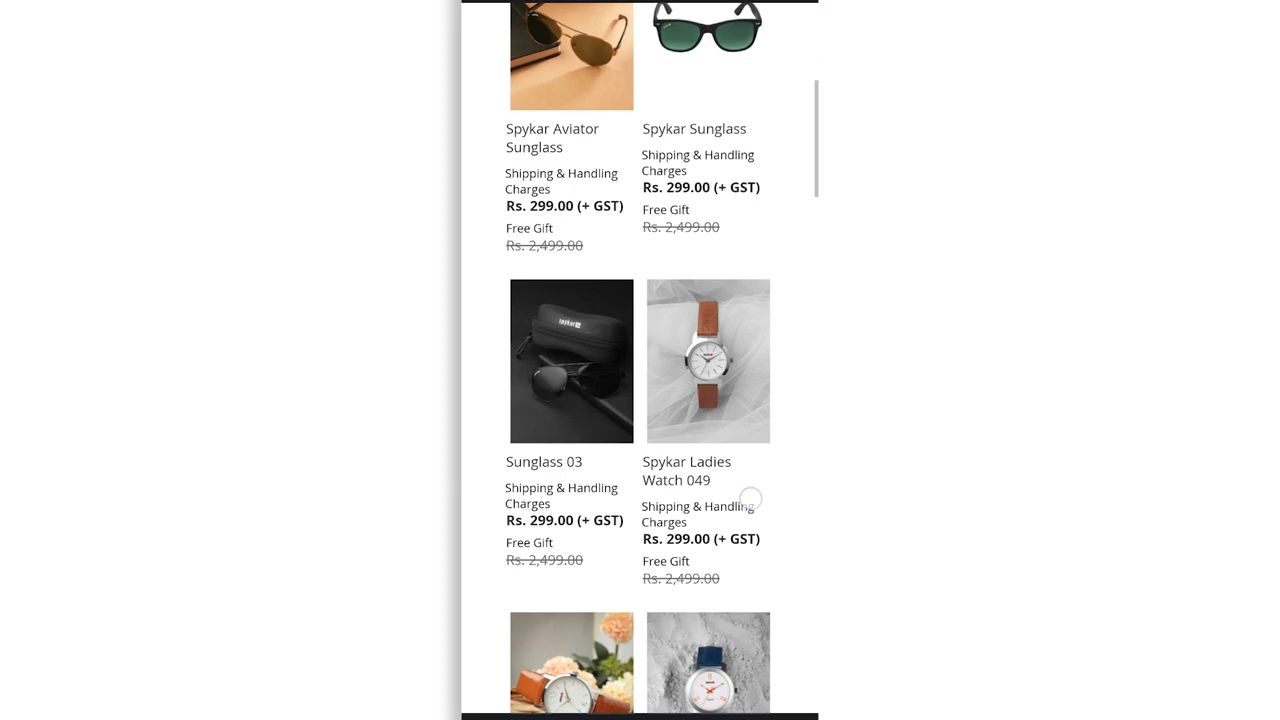 Spykar Aviator
Sunglass
Shipping & Handling
Charges
Rs. 299.00 (+ GST)
Free Gift
Rs. 2,499.00
Spykar Sunglass
Shipping & Handling
Charges
Rs. 299.00 (+ GST)
Free Gift
Rs. 2,499.00
spykar
Sunglass 03
Shipping & Handling
Charges
Rs. 299.00 (+ GST)
Free Gift
Rs. 2,499.00
Spykar Ladies
Watch 049
Shipping & Handling
Charges
Rs. 299.00 (+ GST)
Free Gift
Rs. 2,499.00